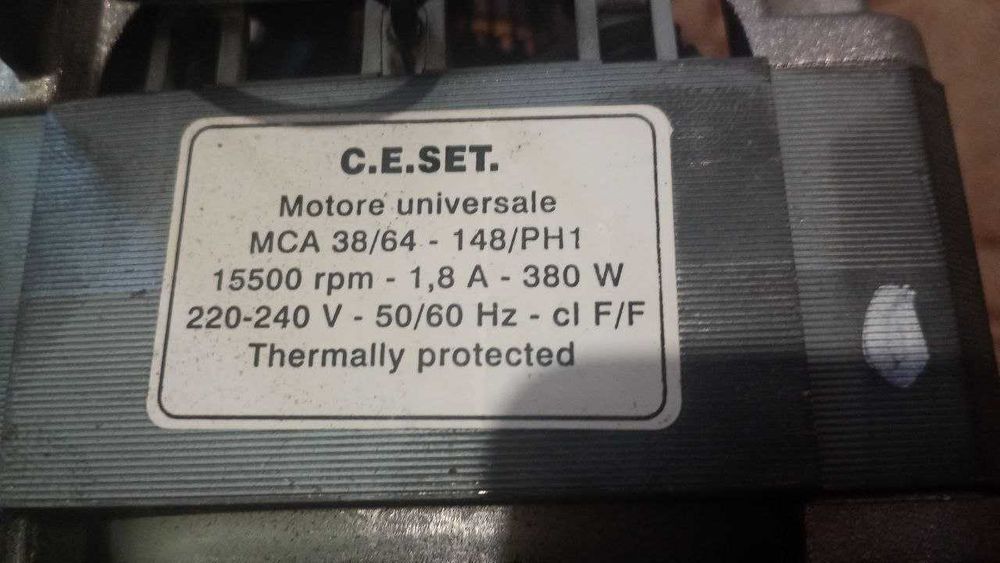 C.E.SET.
Motore universale
MCA 38/64 - 148/PH1
15500 rpm - 1,8 A - 380 W
220-240 V - 50/60 Hz - cl F/F
Thermally protected